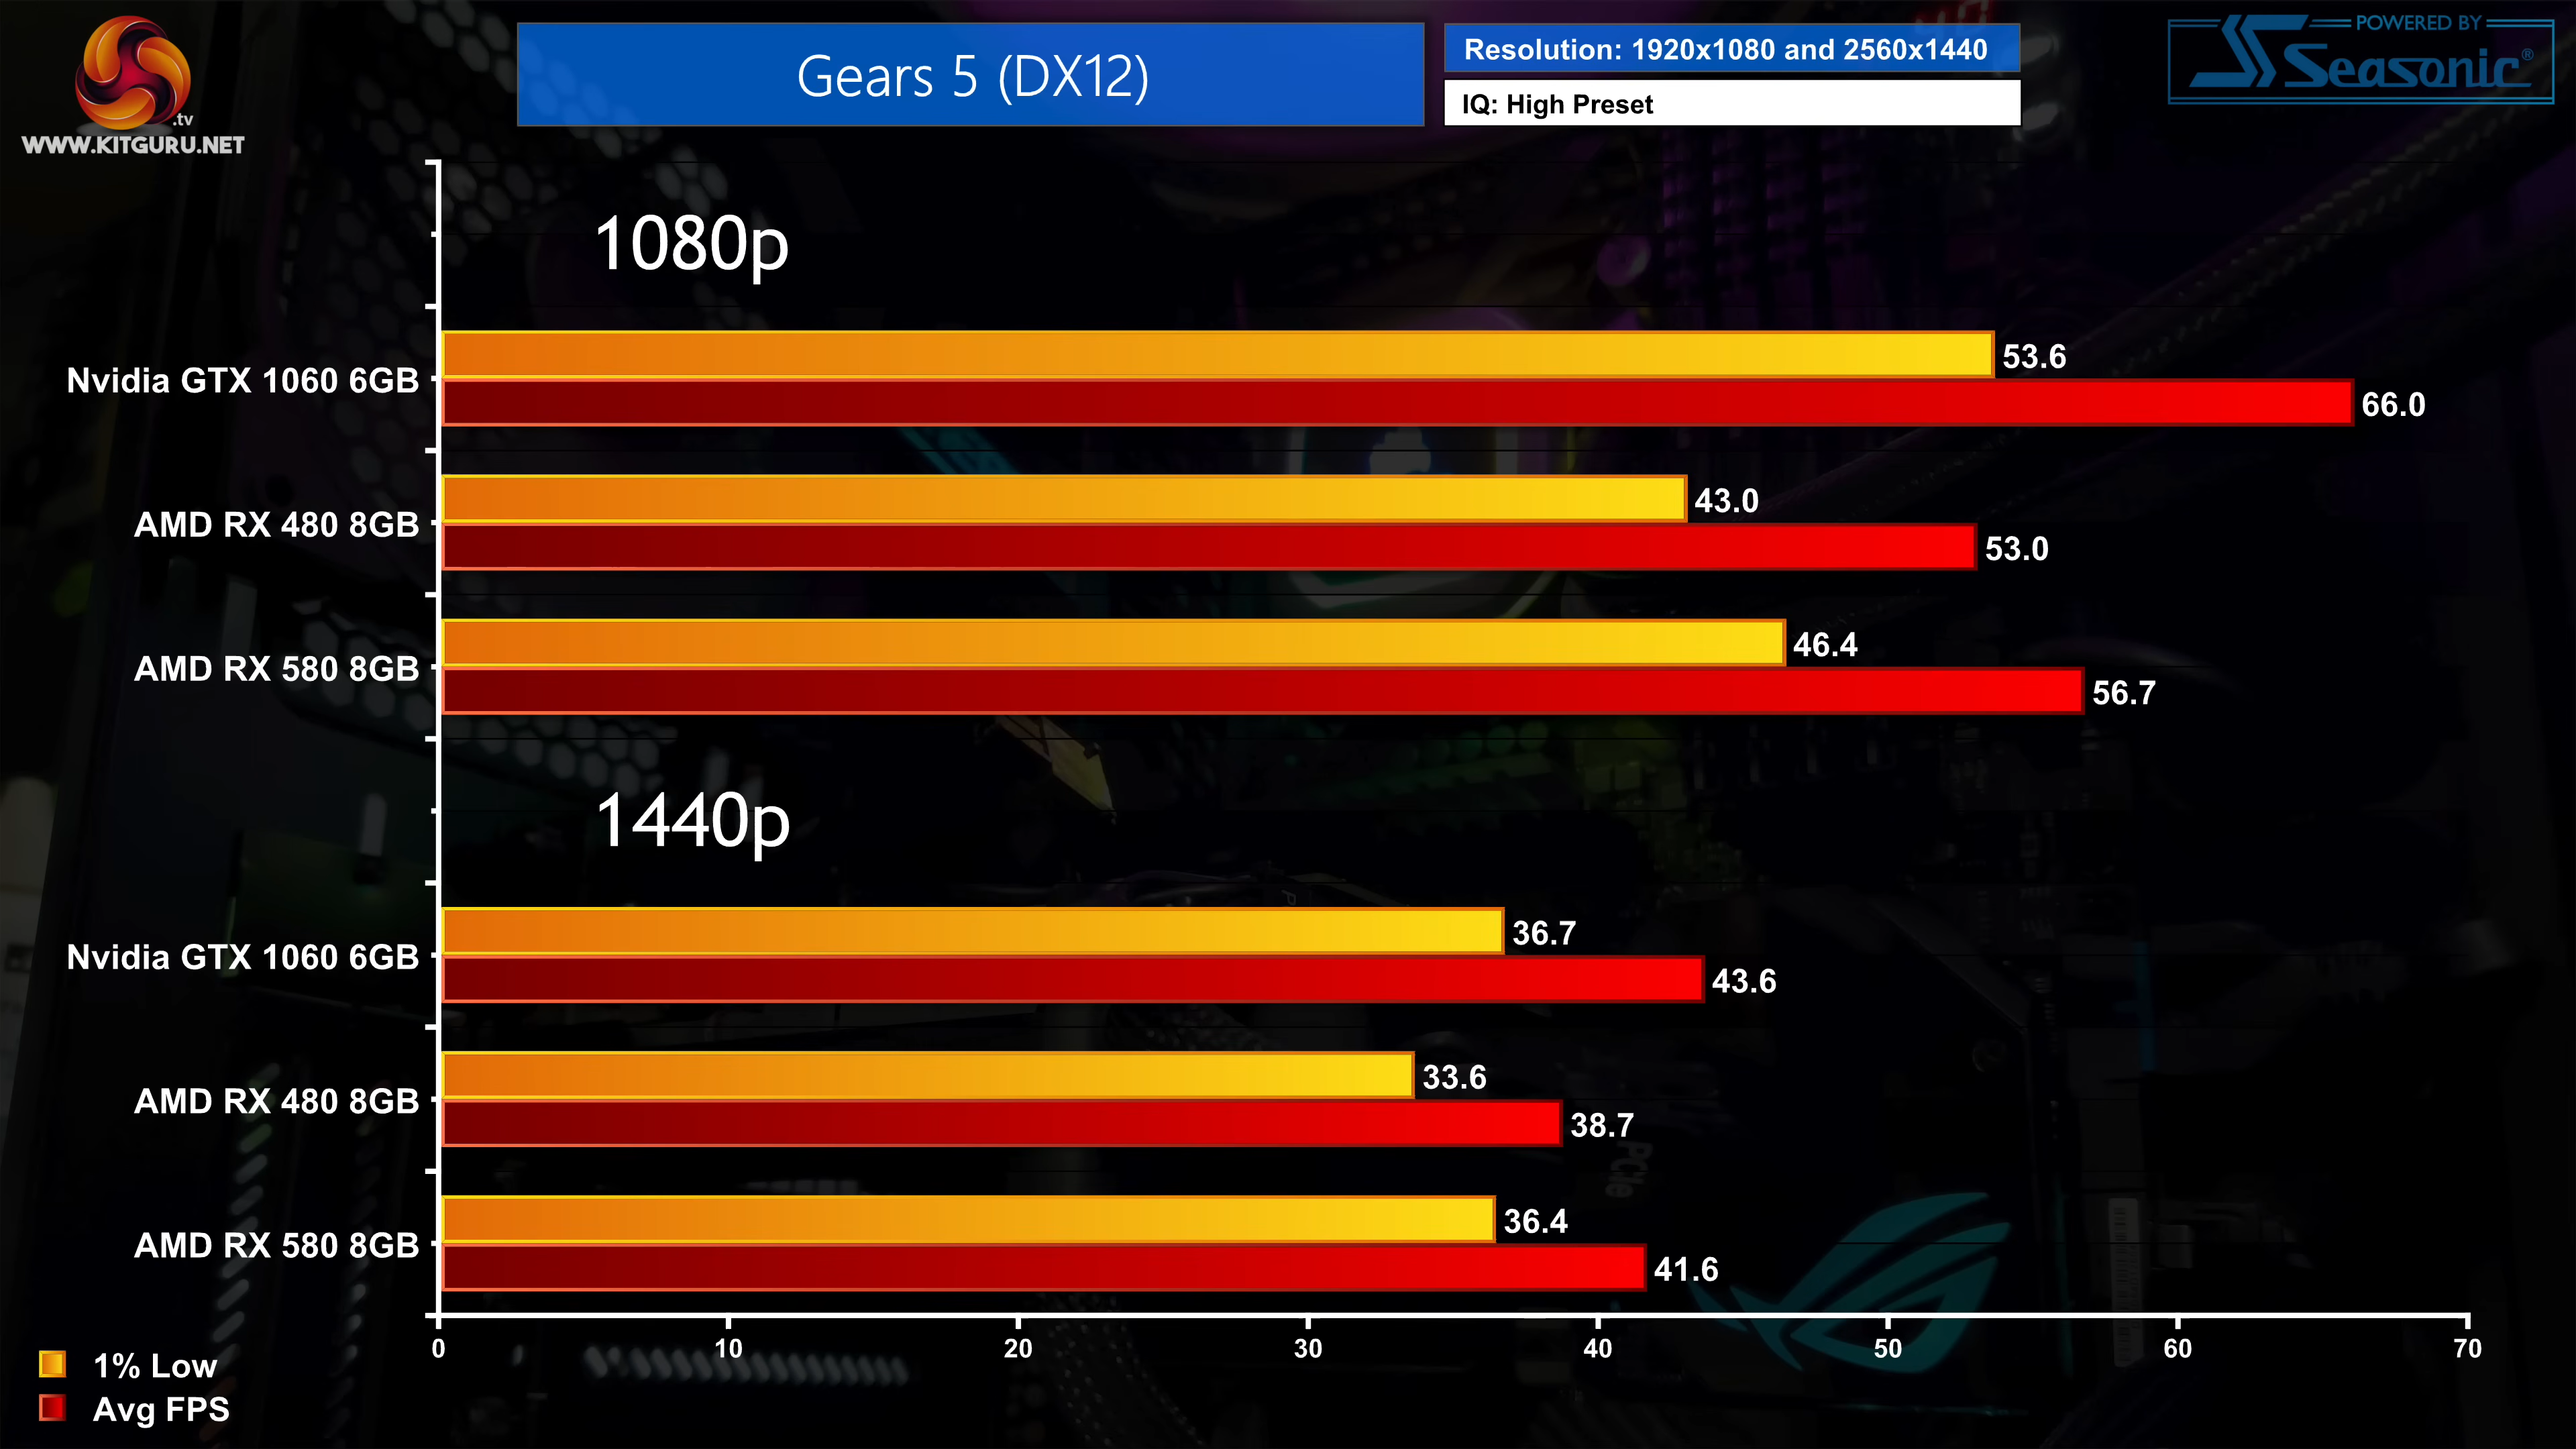 .tv
WWW.KITGURU.NET
Gears 5 (DX12)
Resolution: 1920x1080 and 2560x1440
IQ: High Preset
POWERED BY
Seasonic®
1080p
Nvidia GTX 1060 6GB
53.6
66.0
AMD RX 480 8GB
43.0
53.0
AMD RX 580 8GB
46.4
56.7
1440p
Nvidia GTX 1060 6GB
36.7
43.6
AMD RX 480 8GB
33.6
38.7
PCIe
AMD RX 580 8GB
36.4
41.6
0 10 20 30 40 50 60 70
1% Low
Avg FPS